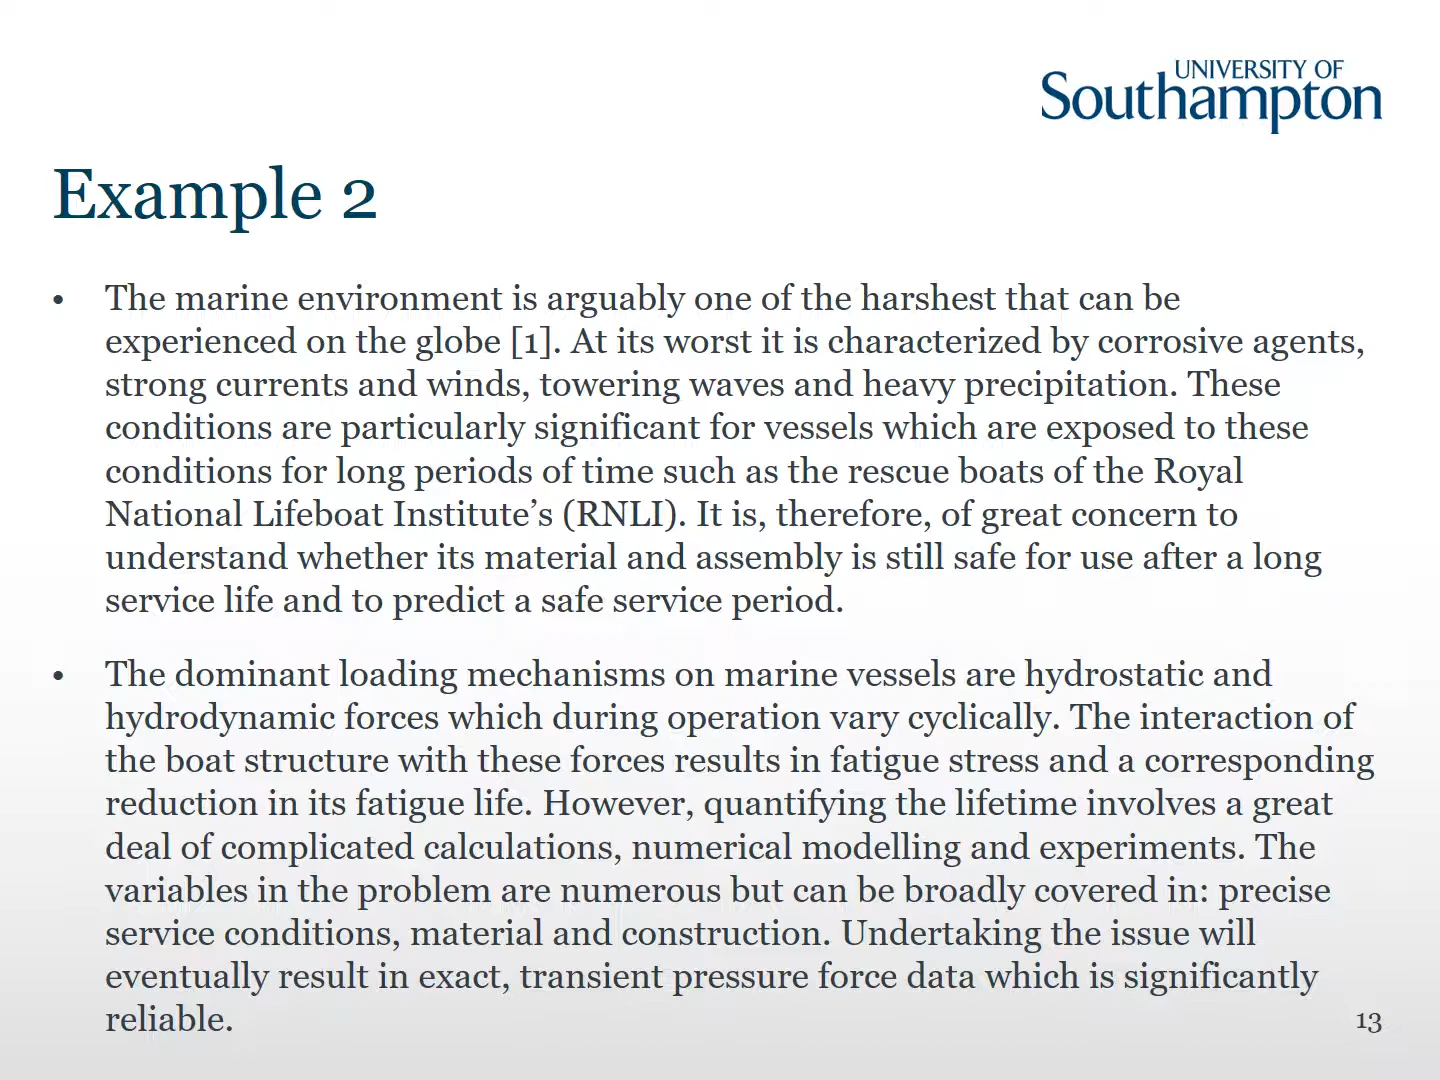 UNIVERSITY OF
Southampton
Example 2
• The marine environment is arguably one of the harshest that can be
experienced on the globe [1]. At its worst it is characterized by corrosive agents,
strong currents and winds, towering waves and heavy precipitation. These
conditions are particularly significant for vessels which are exposed to these
conditions for long periods of time such as the rescue boats of the Royal
National Lifeboat Institute’s (RNLI). It is, therefore, of great concern to
understand whether its material and assembly is still safe for use after a long
service life and to predict a safe service period.
• The dominant loading mechanisms on marine vessels are hydrostatic and
hydrodynamic forces which during operation vary cyclically. The interaction of
the boat structure with these forces results in fatigue stress and a corresponding
reduction in its fatigue life. However, quantifying the lifetime involves a great
deal of complicated calculations, numerical modelling and experiments. The
variables in the problem are numerous but can be broadly covered in: precise
service conditions, material and construction. Undertaking the issue will
eventually result in exact, transient pressure force data which is significantly
reliable.
13